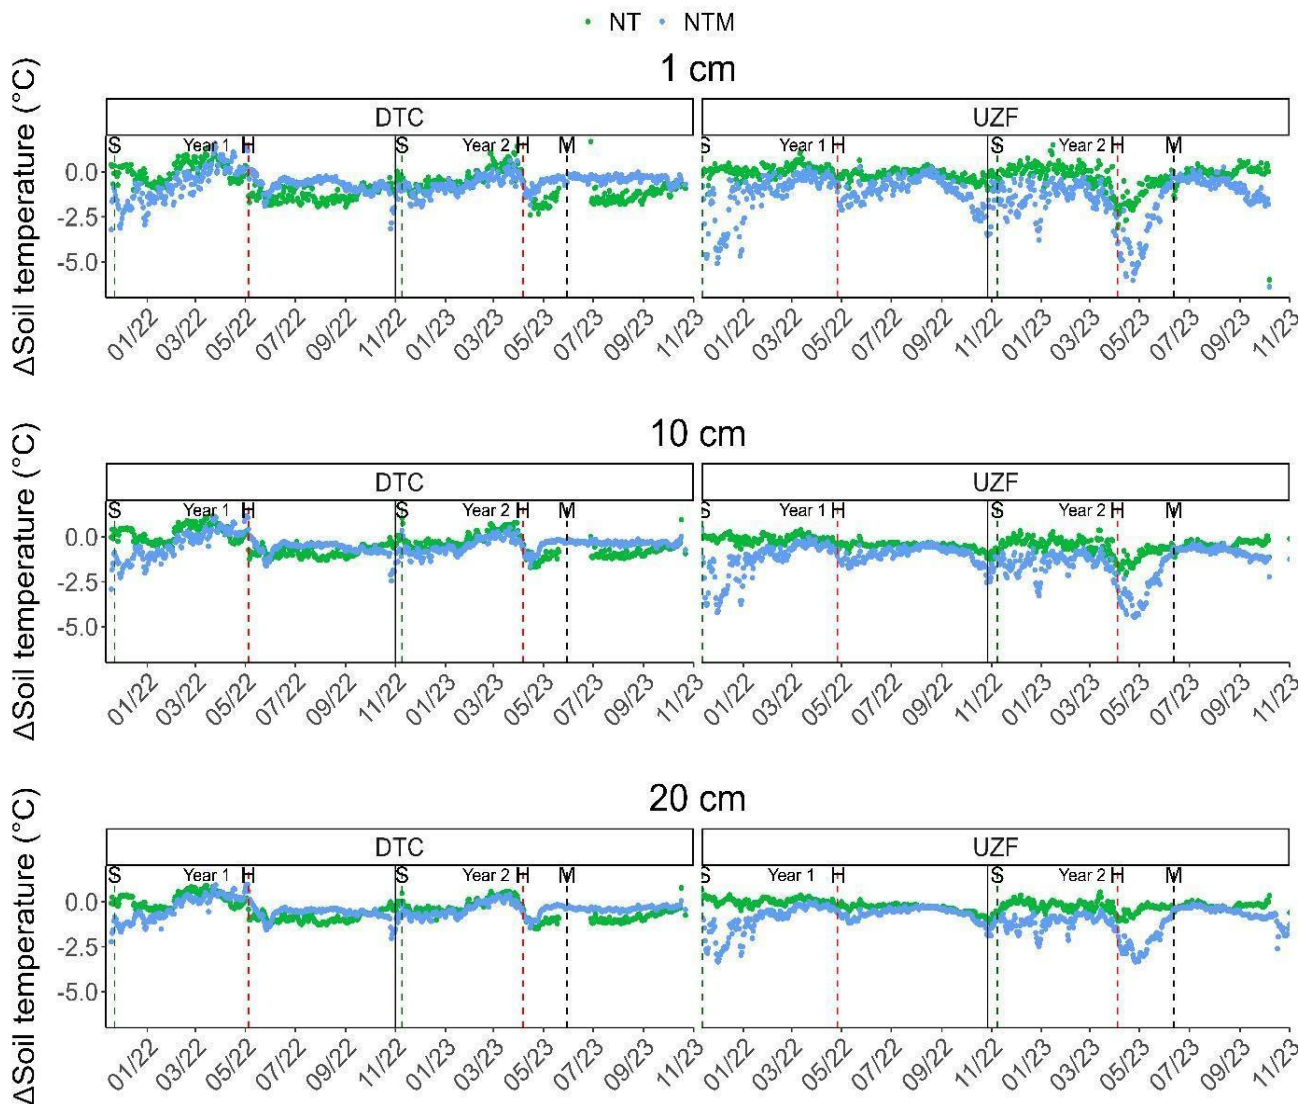 NT NTM
1 cm
ΔSoil temperature (°C)
DTC UZF
S Year 1 H S Year 2 H M S Year 1 H S Year 2 H M
0.0
-2.5
-5.0
01/22 03/22 05/22 07/22 09/22 11/22 01/23 03/23 05/23 07/23 09/23 11/23 01/22 03/22 05/22 07/22 09/22 11/22 01/23 03/23 05/23 07/23 09/23 11/23
10 cm
ΔSoil temperature (°C)
DTC UZF
S Year 1 H S Year 2 H M S Year 1 H S Year 2 H M
0.0
-2.5
-5.0
01/22 03/22 05/22 07/22 09/22 11/22 01/23 03/23 05/23 07/23 09/23 11/23 01/22 03/22 05/22 07/22 09/22 11/22 01/23 03/23 05/23 07/23 09/23 11/23
20 cm
ΔSoil temperature (°C)
DTC UZF
S Year 1 H S Year 2 H M S Year 1 H S Year 2 H M
0.0
-2.5
-5.0
01/22 03/22 05/22 07/22 09/22 11/22 01/23 03/23 05/23 07/23 09/23 11/23 01/22 03/22 05/22 07/22 09/22 11/22 01/23 03/23 05/23 07/23 09/23 11/23